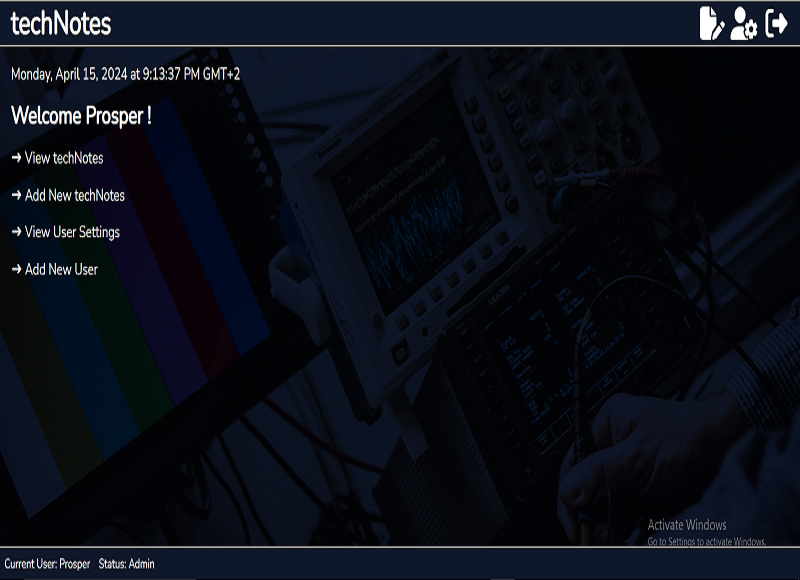 techNotes
Monday, April 15, 2024 at 9:13:37 PM GMT+2
Welcome Prosper !
➜ View techNotes
➜ Add New techNotes
➜ View User Settings
➜ Add New User
LEADER
Activate Windows
Go to Settings to activate Windows.
Current User: Prosper Status: Admin